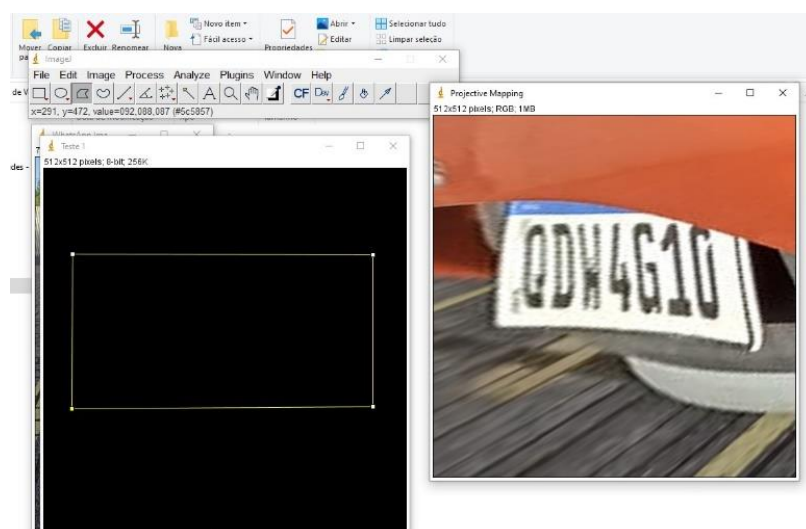 Novo item
Abrir
Selecionar tudo
Fácil acesso
Editar
Limpar seleção
Mover
Copiar
Excluir
Renomear
Nova
Propriedades
ImageJ
File Edit Image Process Analyze Plugins Window Help
x=291, y=472, value=092,088,087 (#5c5857)
WhatsApp Ima
Teste 1
512x512 pixels; 8-bit; 256K
Projective Mapping
512x512 pixels; RGB; 1MB